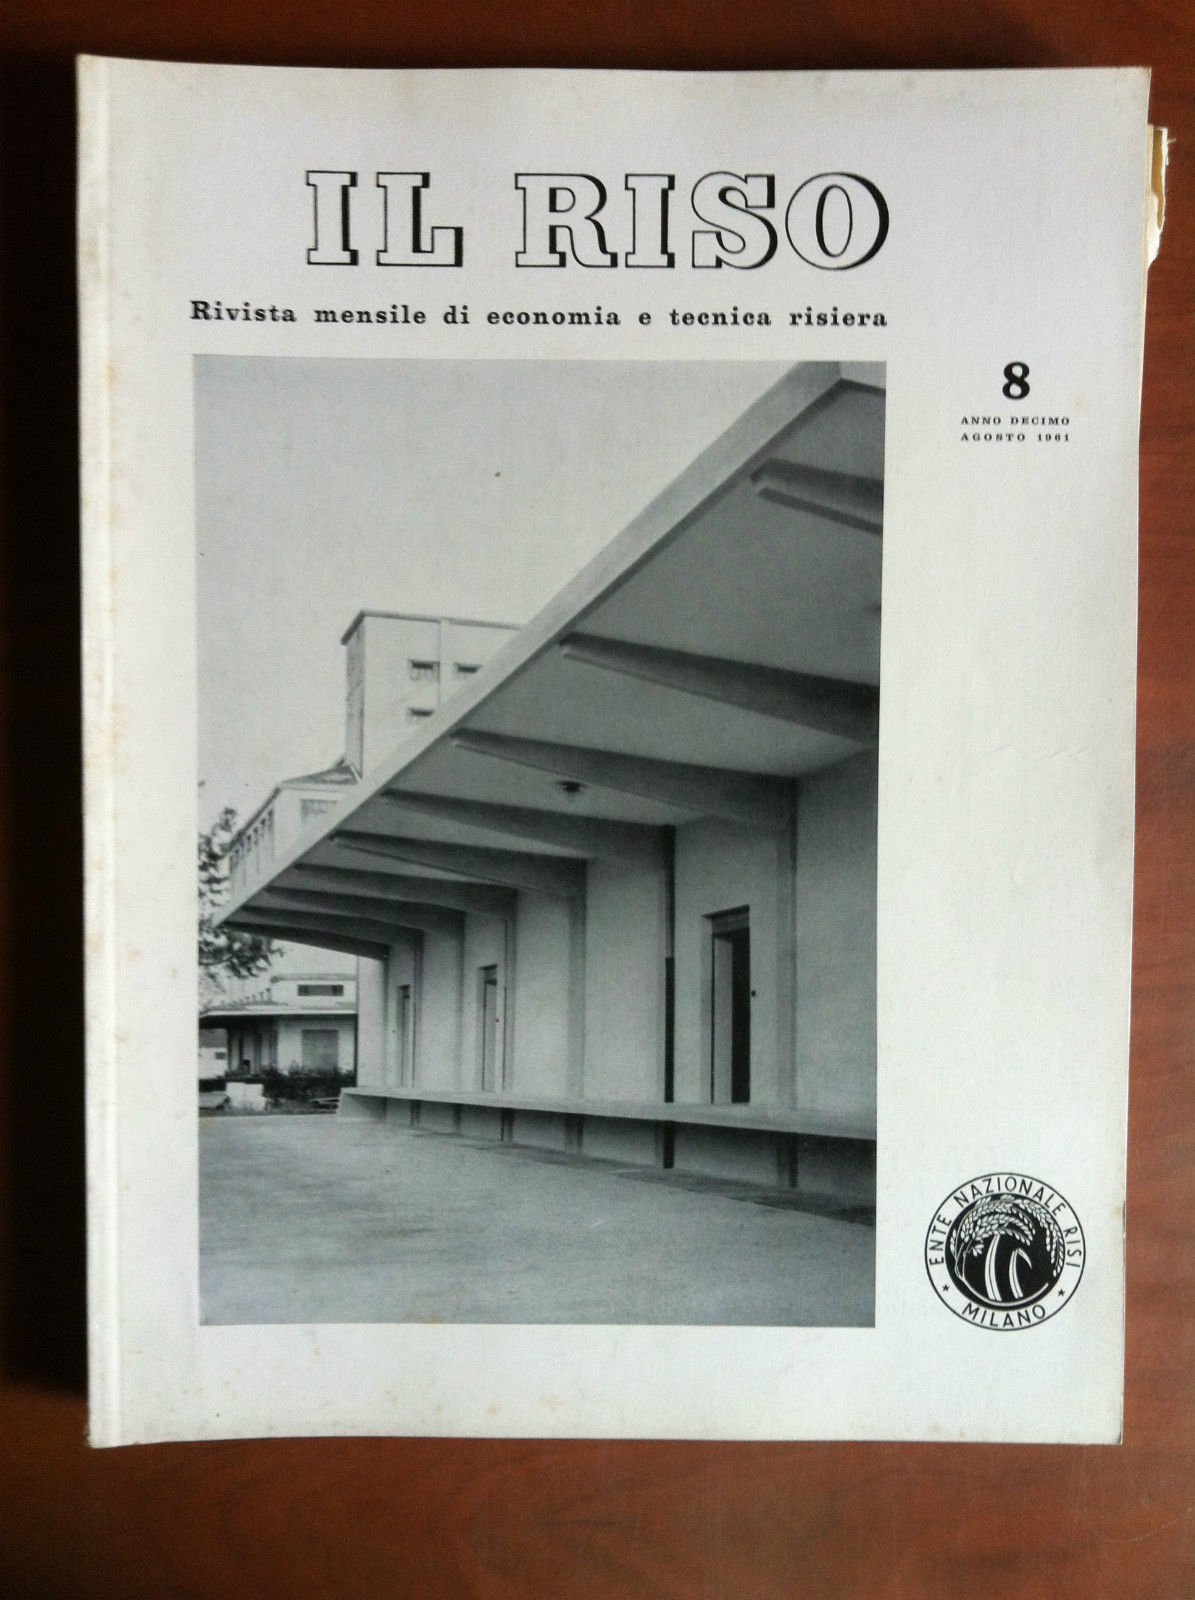 IL RISO
Rivista mensile di economia e tecnica risiera
8
ANNO DECIMO
AGOSTO 1961
ENTE NAZIONALE RISI
MILANO